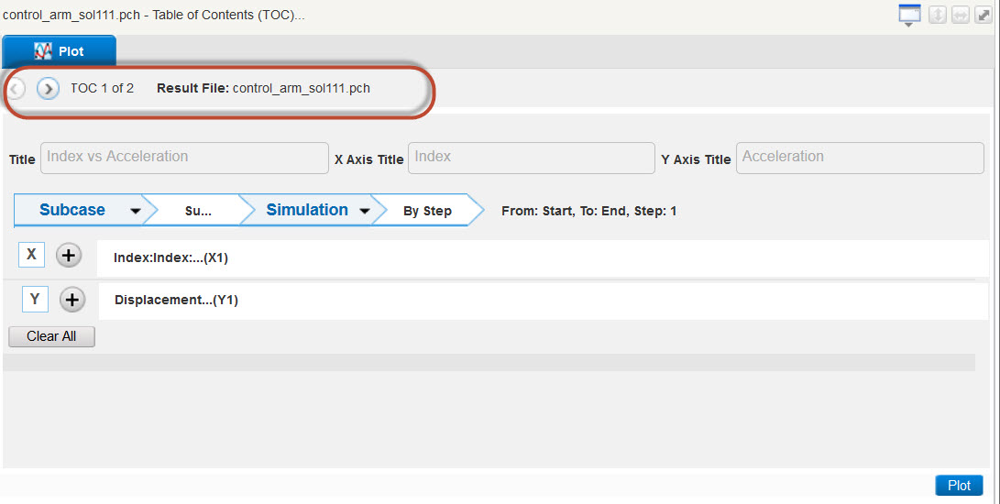 control_arm_sol111.pch - Table of Contents (TOC)...
Plot
TOC 1 of 2 Result File: control_arm_sol111.pch
Title Index vs Acceleration X Axis Title Index Y Axis Title Acceleration
Subcase Su... Simulation By Step From: Start, To: End, Step: 1
X Index:Index:...(X1)
Y Displacement...(Y1)
Clear All
Plot